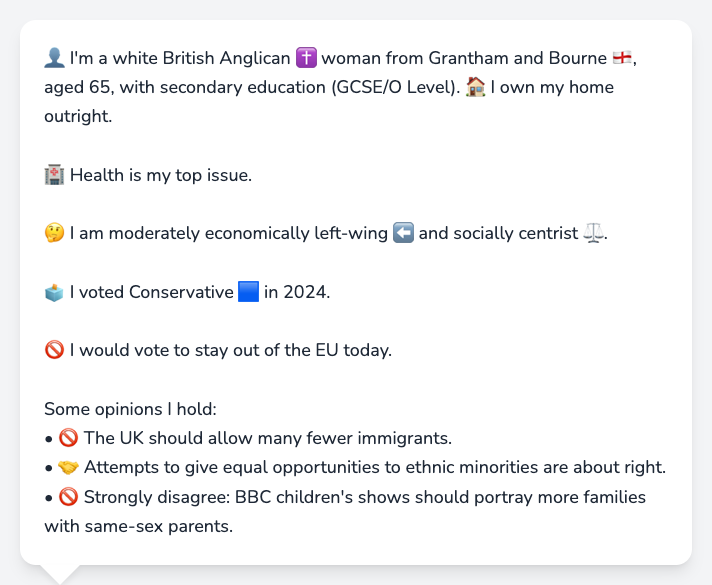 👤 I'm a white British Anglican ✝️ woman from Grantham and Bourne 🏴󠁧󠁢󠁥󠁮󠁧󠁿,
aged 65, with secondary education (GCSE/O Level). 🏠 I own my home
outright.
🏥 Health is my top issue.
🤔 I am moderately economically left-wing ⬅️ and socially centrist ⚖️.
🗳️ I voted Conservative 🟦 in 2024.
🚫 I would vote to stay out of the EU today.
Some opinions I hold:
• 🚫 The UK should allow many fewer immigrants.
• 🤝 Attempts to give equal opportunities to ethnic minorities are about right.
• 🚫 Strongly disagree: BBC children's shows should portray more families
with same-sex parents.